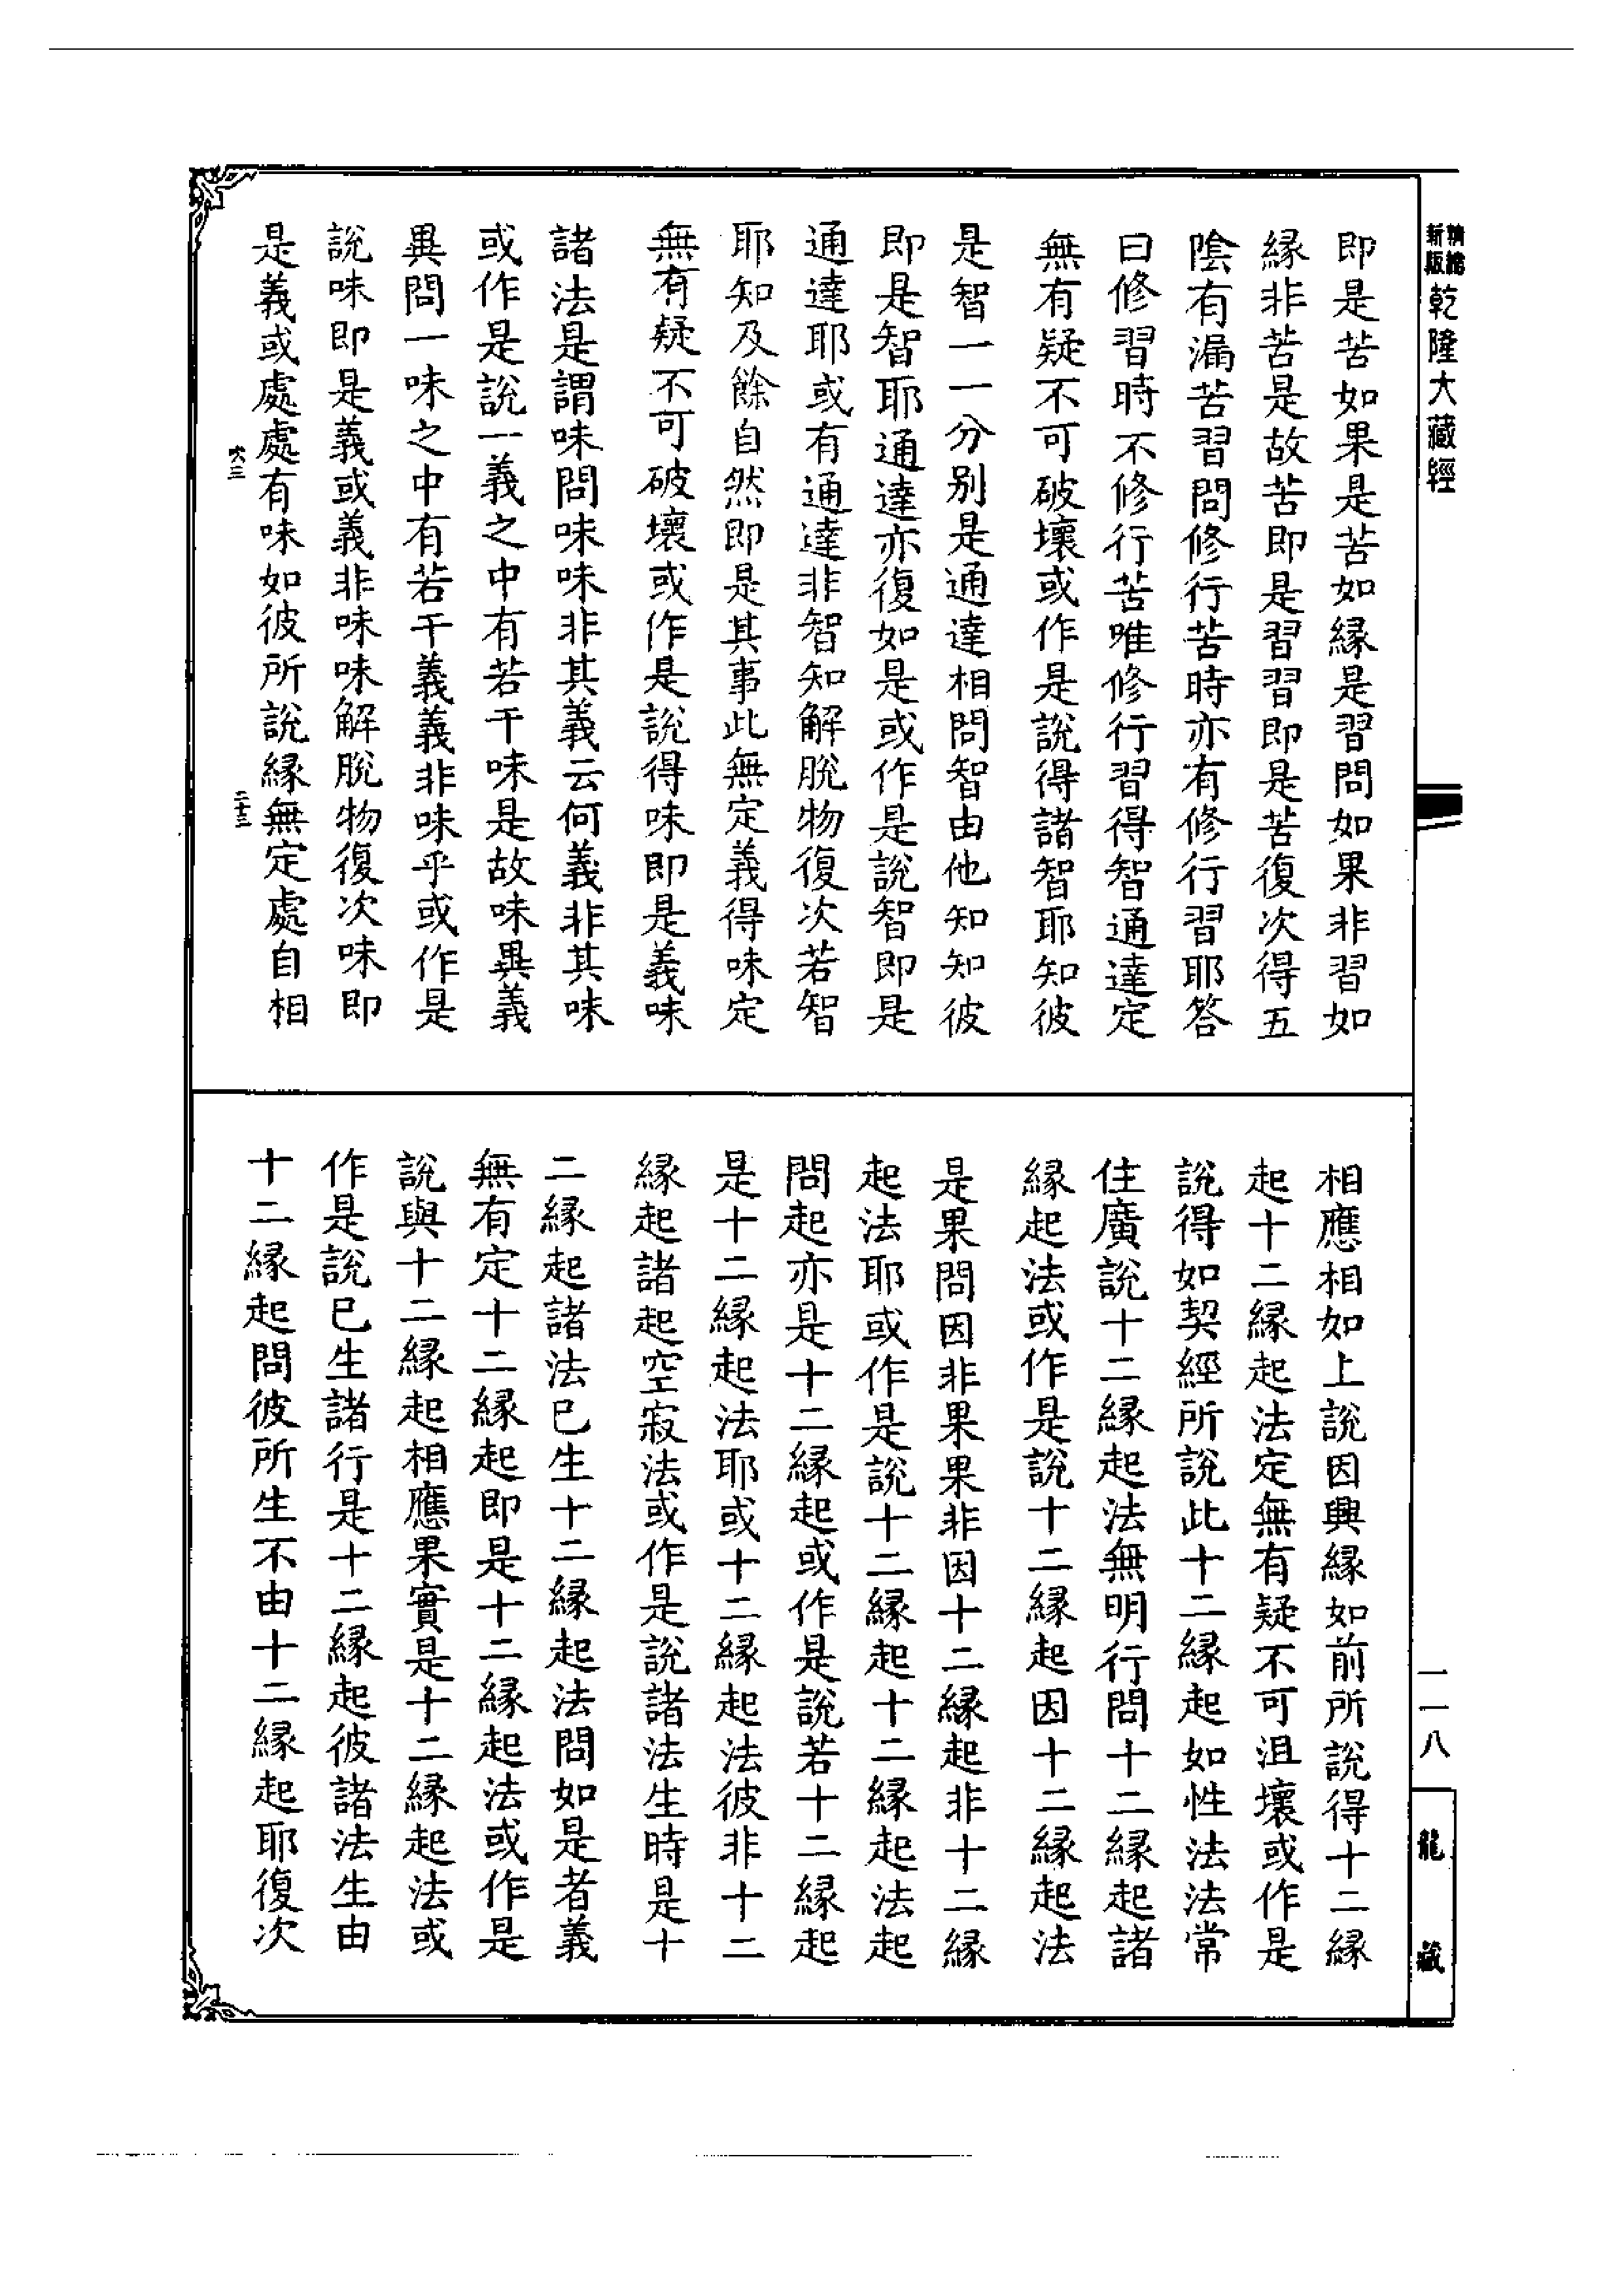 精縮新版乾隆大藏經
即是苦如果是苦如緣是習問如果非習如
緣非苦是故苦即是習習即是苦復次得五
陰有漏苦習問修行苦時亦有修行習耶答
曰修習時不修行苦唯修行習得智通達定
無有疑不可破壞或作是說得諸智耶知彼
是智一一分別是通達相問智由他知知彼
即是智耶通達亦復如是或作是說智即是
通達耶或有通達非智知解脫物復次若智
耶知及餘自然即是其事此無定義得味定
無有疑不可破壞或作是說得味即是義味
諸法是謂味問味味非其義云何義非其味
或作是說一義之中有若干味是故味異義
異問一味之中有若干義義非味乎或作是
說味即是義或義非味味解脫物復次味即
是義或處處有味如彼所說緣無定處自相
二十三
相應相如上說因興緣如前所說得十二緣
起十二緣起法定無有疑不可沮壞或作是
說得如契經所說此十二緣起如性法法常
住廣說十二緣起法無明行問十二緣起諸
緣起法或作是說十二緣起因十二緣起法
是果問因非果果非因十二緣起非十二緣
起法耶或作是說十二緣起十二緣起法起
問起亦是十二緣起或作是說若十二緣起
是十二緣起法耶或十二緣起法彼非十二
緣起諸起空寂法或作是說諸法生時是十
二緣起諸法已生十二緣起法問如是者義
無有定十二緣起即是十二緣起法或作是
說與十二緣起相應果實是十二緣起法或
作是說已生諸行是十二緣起彼諸法生由
十二緣起問彼所生不由十二緣起耶復次
一一八
龍藏